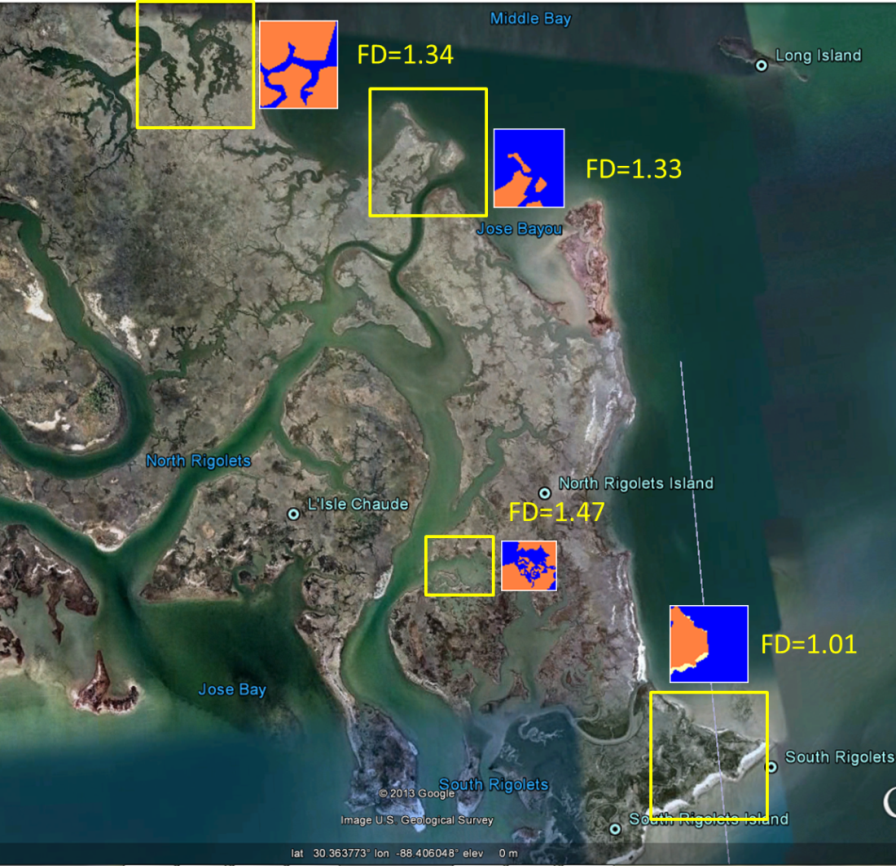 Middle Bay
Long Island
FD=1.34
FD=1.33
Jose Bayou
North Rigolets
North Rigolets Island
L'Isle Chaude
FD=1.47
FD=1.01
Jose Bay
South Rigolets
South Rigolets
©2013 Google
Image U.S. Geological Survey
South Rigolets Island
lat 30.363773° lon -88.406048° elev 0 m